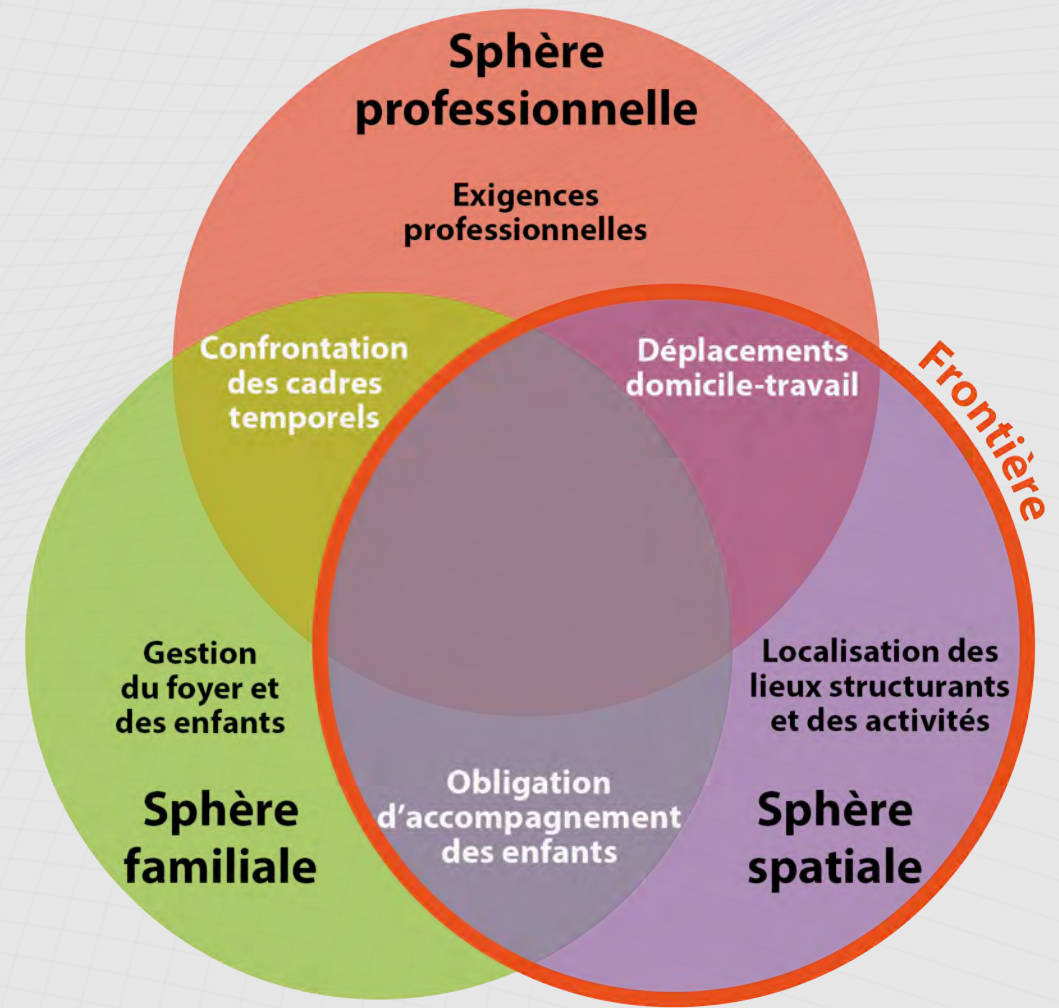 Sphère
professionnelle
Exigences
professionnelles
Confrontation
des cadres
temporels
Déplacements
domicile-travail
Frontière
Gestion
du foyer et
des enfants
Localisation des
lieux structurants
et des activités
Sphère
familiale
Obligation
d'accompagnement
des enfants
Sphère
spatiale